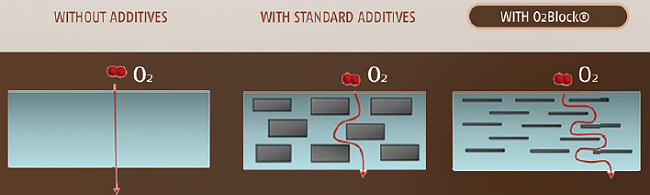 WITHOUT ADDITIVES
WITH STANDARD ADDITIVES
WITH O2Block®
O₂
O₂
O₂